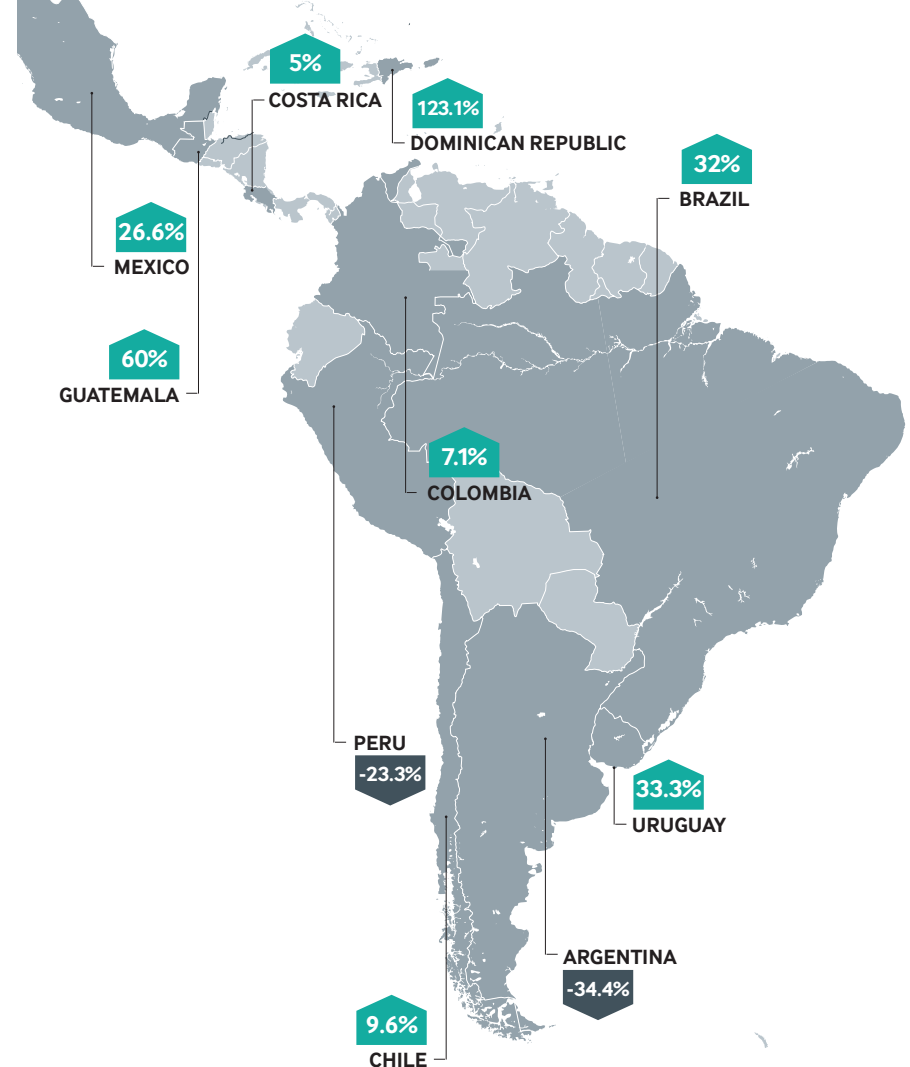 5%
COSTA RICA
123.1%
DOMINICAN REPUBLIC
32%
BRAZIL
26.6%
MEXICO
60%
GUATEMALA
7.1%
COLOMBIA
PERU
-23.3%
33.3%
URUGUAY
ARGENTINA
-34.4%
9.6%
CHILE